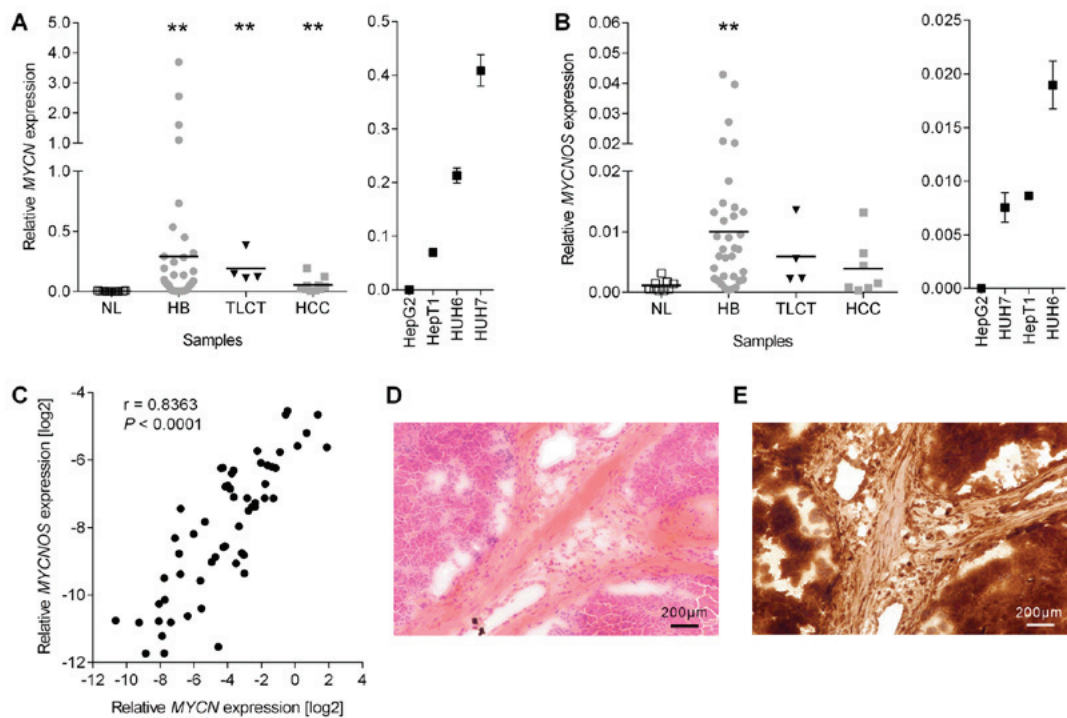 A
** ** **
Relative MYCN expression
5.0
4.0
3.0
2.0
1.0
1.0
0.5
0.0
NL HB TLCT HCC
Samples
0.5
0.4
0.3
0.2
0.1
0.0
HepG2
HepT1
HUH6
HUH7
B
**
Relative MYCNOS expression
0.06
0.05
0.04
0.03
0.02
0.02
0.01
0.00
NL HB TLCT HCC
Samples
0.025
0.020
0.015
0.010
0.005
0.000
HepG2
HUH7
HepT1
HUH6
C
r = 0.8363
P < 0.0001
Relative MYCNOS expression [log2]
-4
-6
-8
-10
-12
-12 -10 -8 -6 -4 -2 0 2 4
Relative MYCN expression [log2]
D
200µm
E
200µm